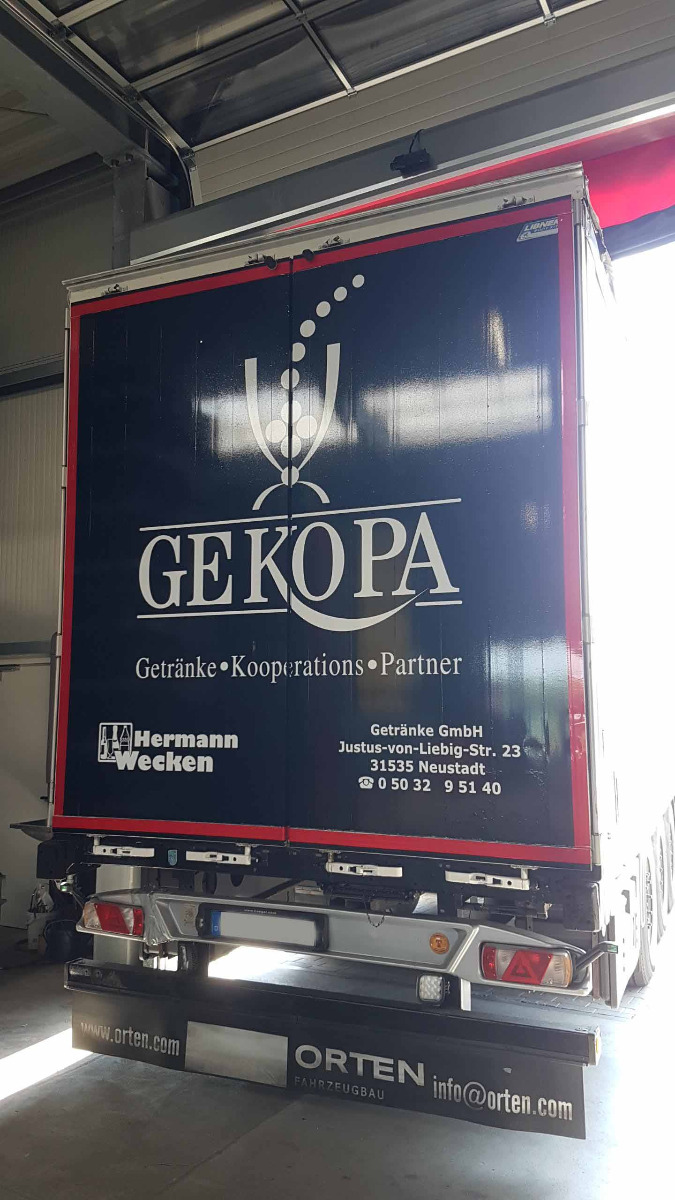 GEKOPA
Getränke•Kooperations•Partner
Hermann
Wecken
Getränke GmbH
Justus-von-Liebig-Str. 23
31535 Neustadt
☎ 0 50 32 9 51 40
www.orten.com
ORTEN
FAHRZEUGBAU
info@orten.com